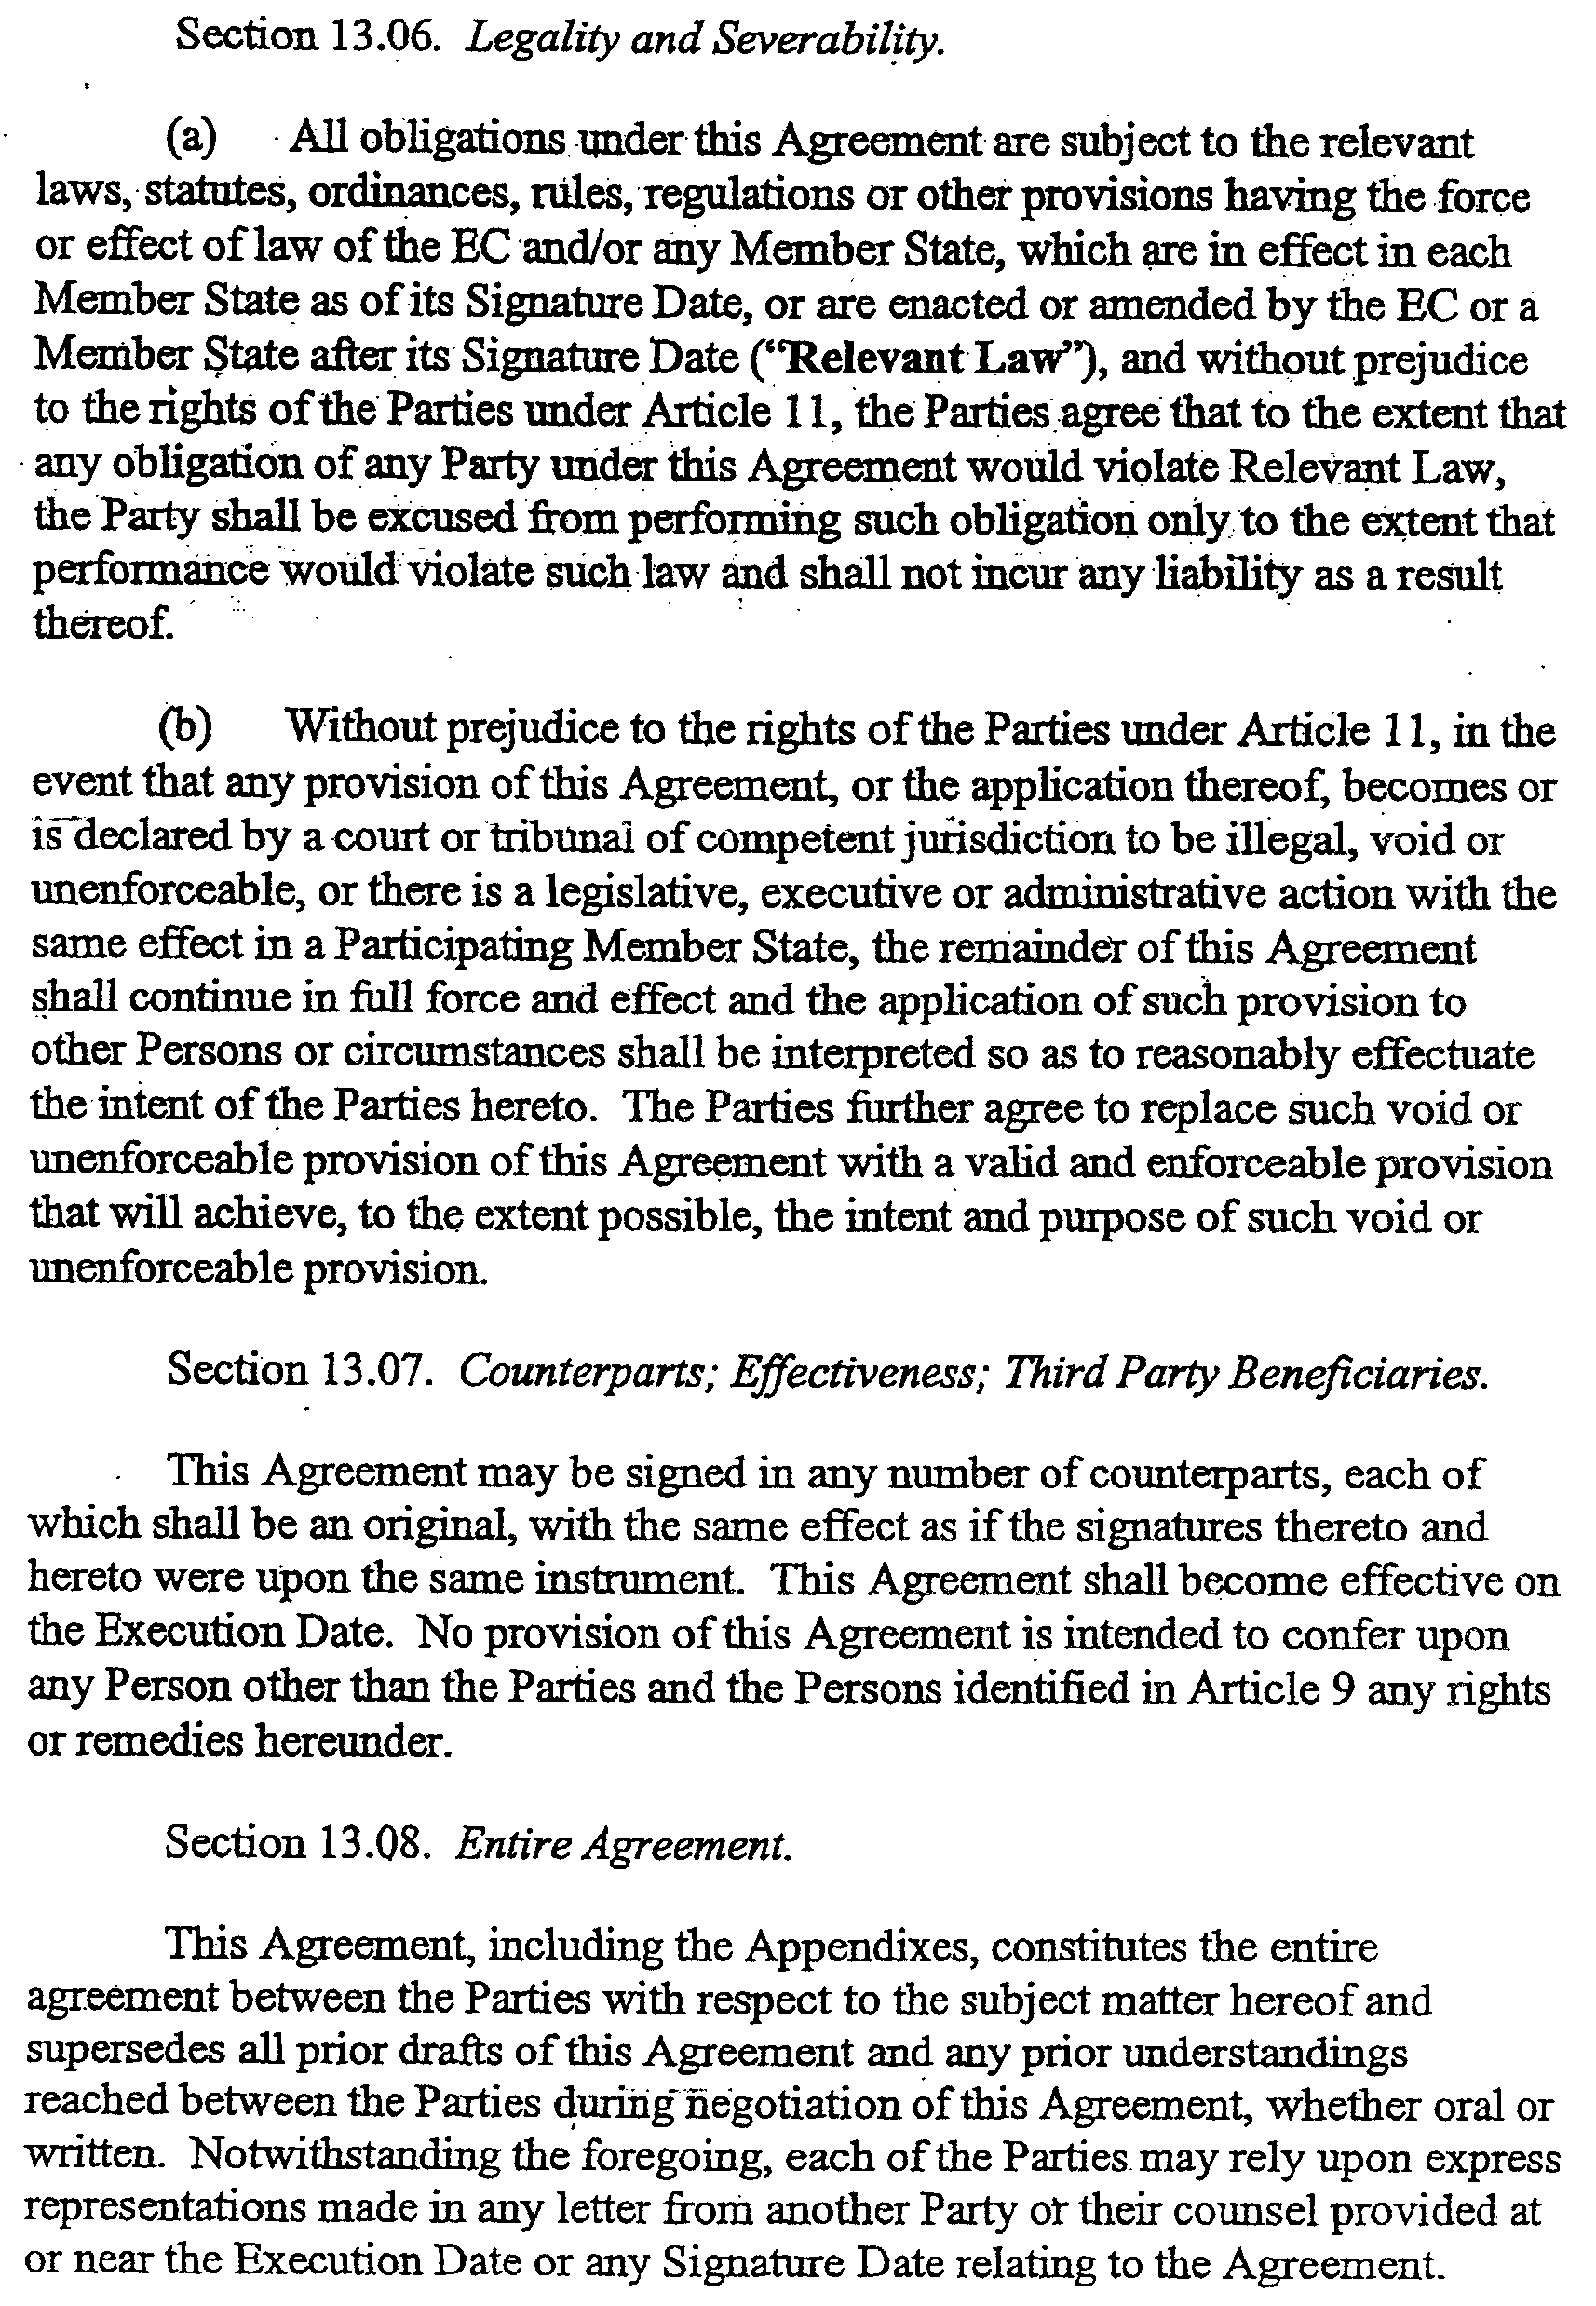 Section 13.06. Legality and Severability.
(a) All obligations under this Agreement are subject to the relevant
laws, statutes, ordinances, rules, regulations or other provisions having the force
or effect of law of the EC and/or any Member State, which are in effect in each
Member State as of its Signature Date, or are enacted or amended by the EC or a
Member State after its Signature Date (“Relevant Law”), and without prejudice
to the rights of the Parties under Article 11, the Parties agree that to the extent that
any obligation of any Party under this Agreement would violate Relevant Law,
the Party shall be excused from performing such obligation only to the extent that
performance would violate such law and shall not incur any liability as a result
thereof.
(b) Without prejudice to the rights of the Parties under Article 11, in the
event that any provision of this Agreement, or the application thereof, becomes or
is declared by a court or tribunal of competent jurisdiction to be illegal, void or
unenforceable, or there is a legislative, executive or administrative action with the
same effect in a Participating Member State, the remainder of this Agreement
shall continue in full force and effect and the application of such provision to
other Persons or circumstances shall be interpreted so as to reasonably effectuate
the intent of the Parties hereto. The Parties further agree to replace such void or
unenforceable provision of this Agreement with a valid and enforceable provision
that will achieve, to the extent possible, the intent and purpose of such void or
unenforceable provision.
Section 13.07. Counterparts; Effectiveness; Third Party Beneficiaries.
This Agreement may be signed in any number of counterparts, each of
which shall be an original, with the same effect as if the signatures thereto and
hereto were upon the same instrument. This Agreement shall become effective on
the Execution Date. No provision of this Agreement is intended to confer upon
any Person other than the Parties and the Persons identified in Article 9 any rights
or remedies hereunder.
Section 13.08. Entire Agreement.
This Agreement, including the Appendixes, constitutes the entire
agreement between the Parties with respect to the subject matter hereof and
supersedes all prior drafts of this Agreement and any prior understandings
reached between the Parties during negotiation of this Agreement, whether oral or
written. Notwithstanding the foregoing, each of the Parties may rely upon express
representations made in any letter from another Party or their counsel provided at
or near the Execution Date or any Signature Date relating to the Agreement.